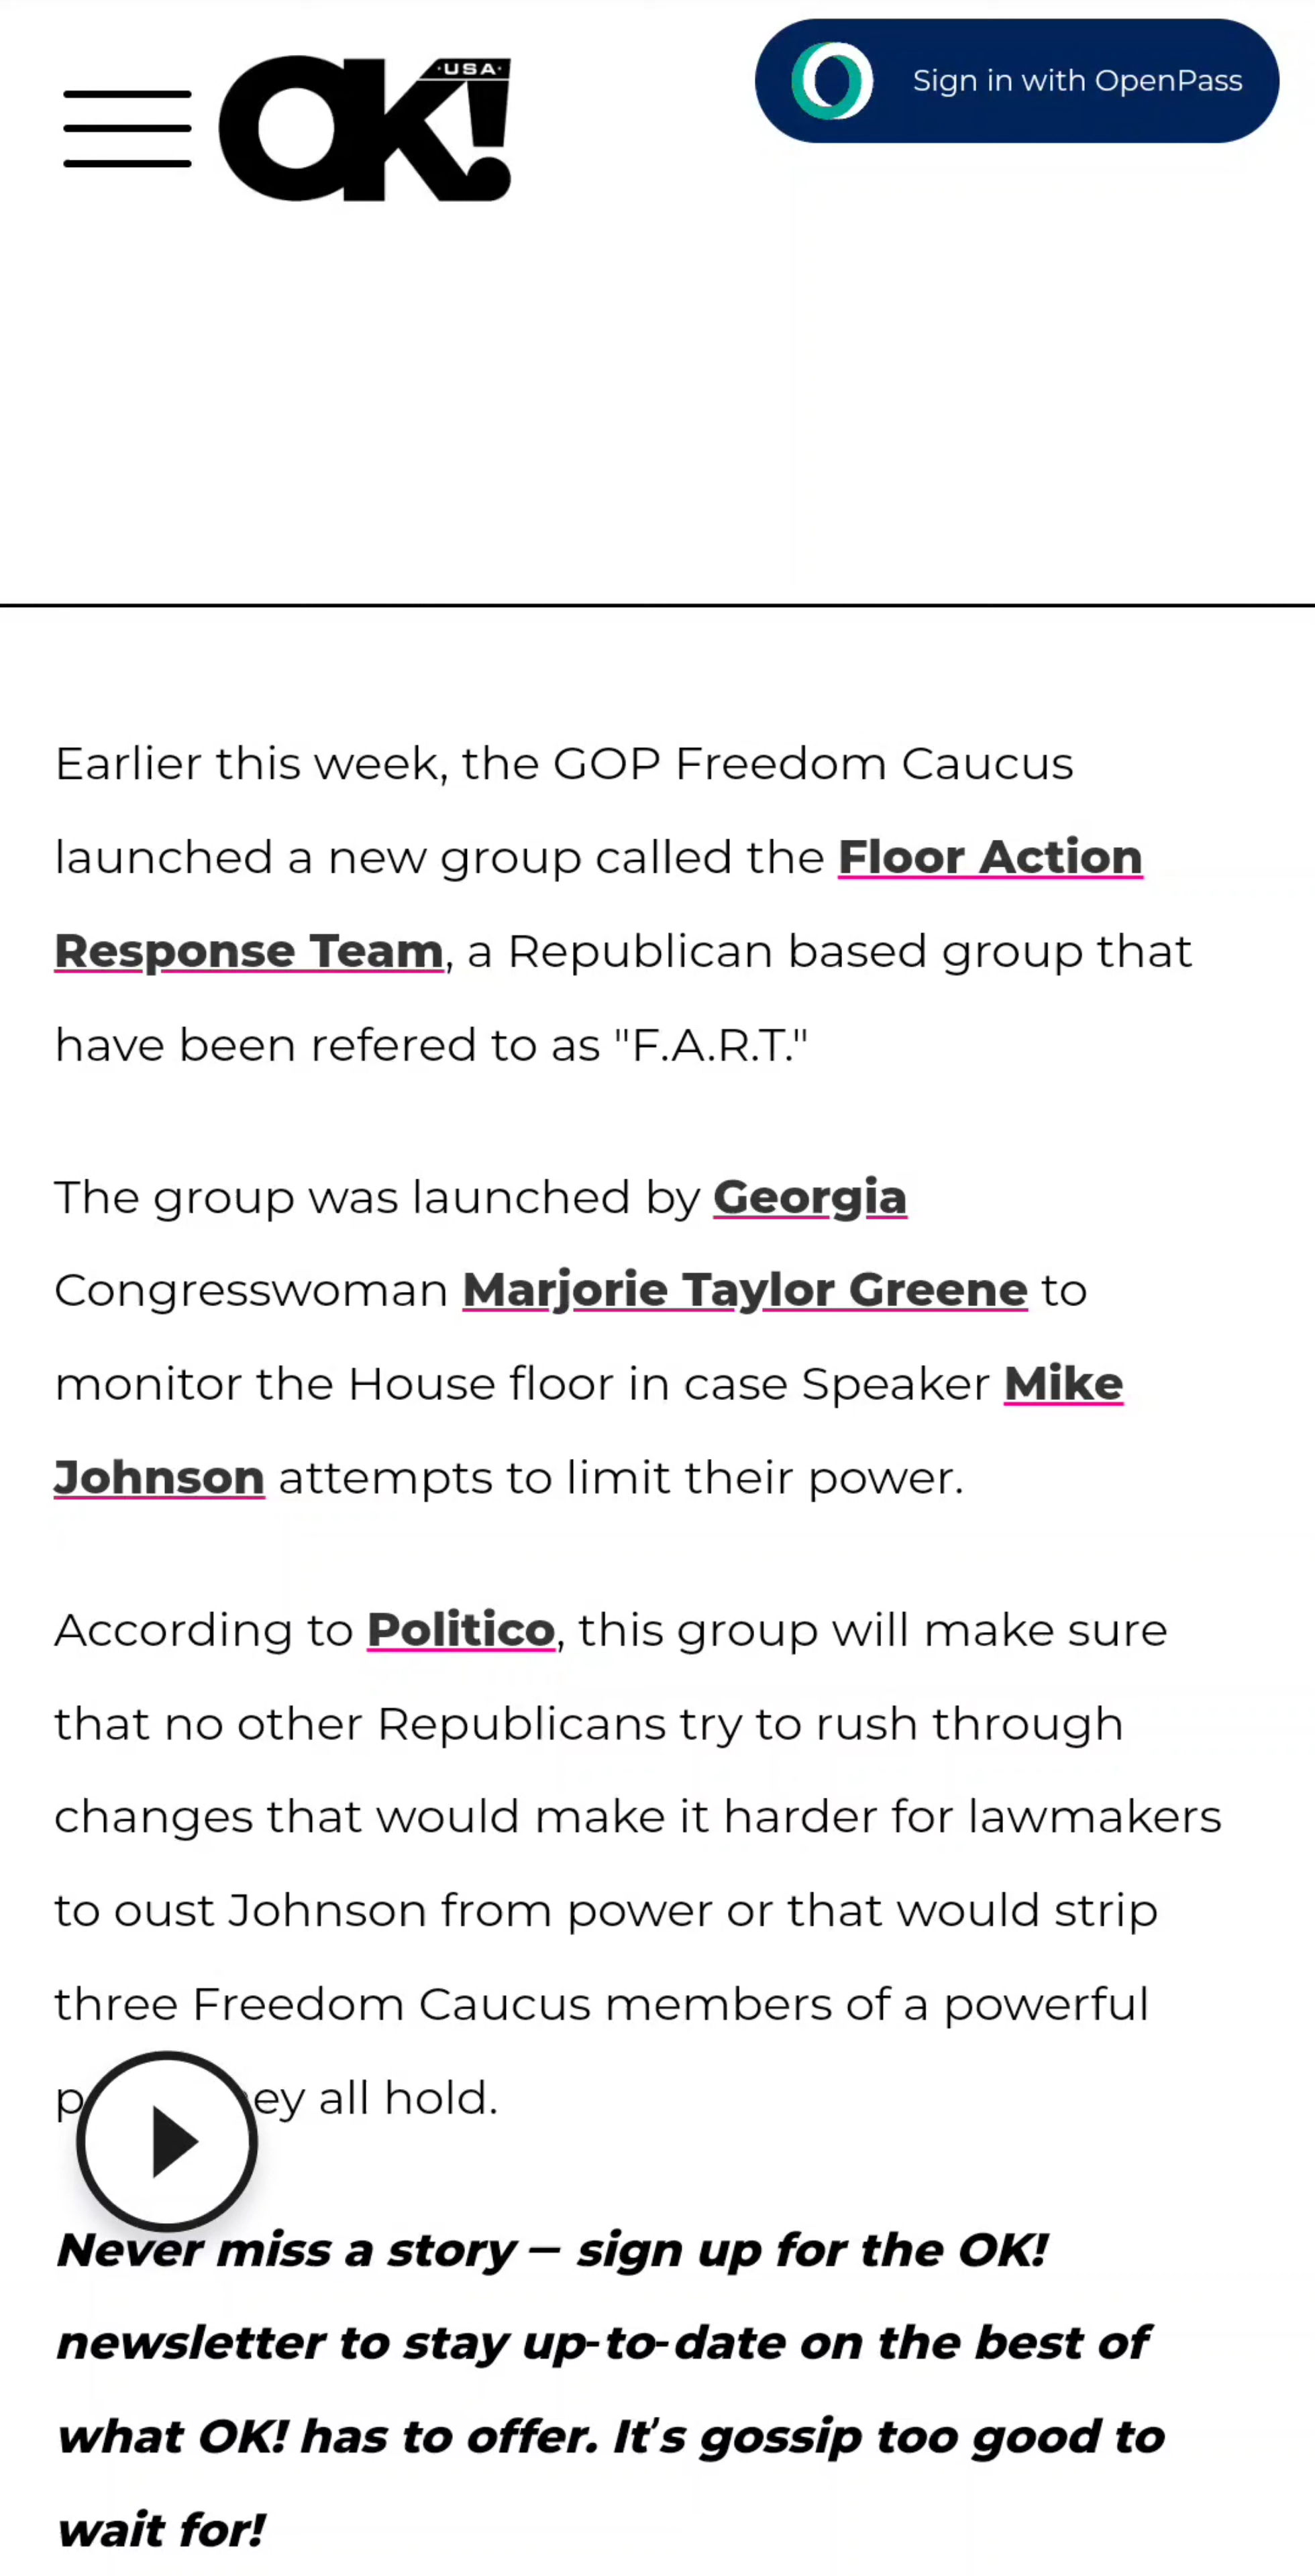 OK!
·USA·
Sign in with OpenPass
Earlier this week, the GOP Freedom Caucus
launched a new group called the Floor Action
Response Team, a Republican based group that
have been refered to as "F.A.R.T."
The group was launched by Georgia
Congresswoman Marjorie Taylor Greene to
monitor the House floor in case Speaker Mike
Johnson attempts to limit their power.
According to Politico, this group will make sure
that no other Republicans try to rush through
changes that would make it harder for lawmakers
to oust Johnson from power or that would strip
three Freedom Caucus members of a powerful
all hold.
Never miss a story — sign up for the OK!
newsletter to stay up-to-date on the best of
what OK! has to offer. It's gossip too good to
wait for!